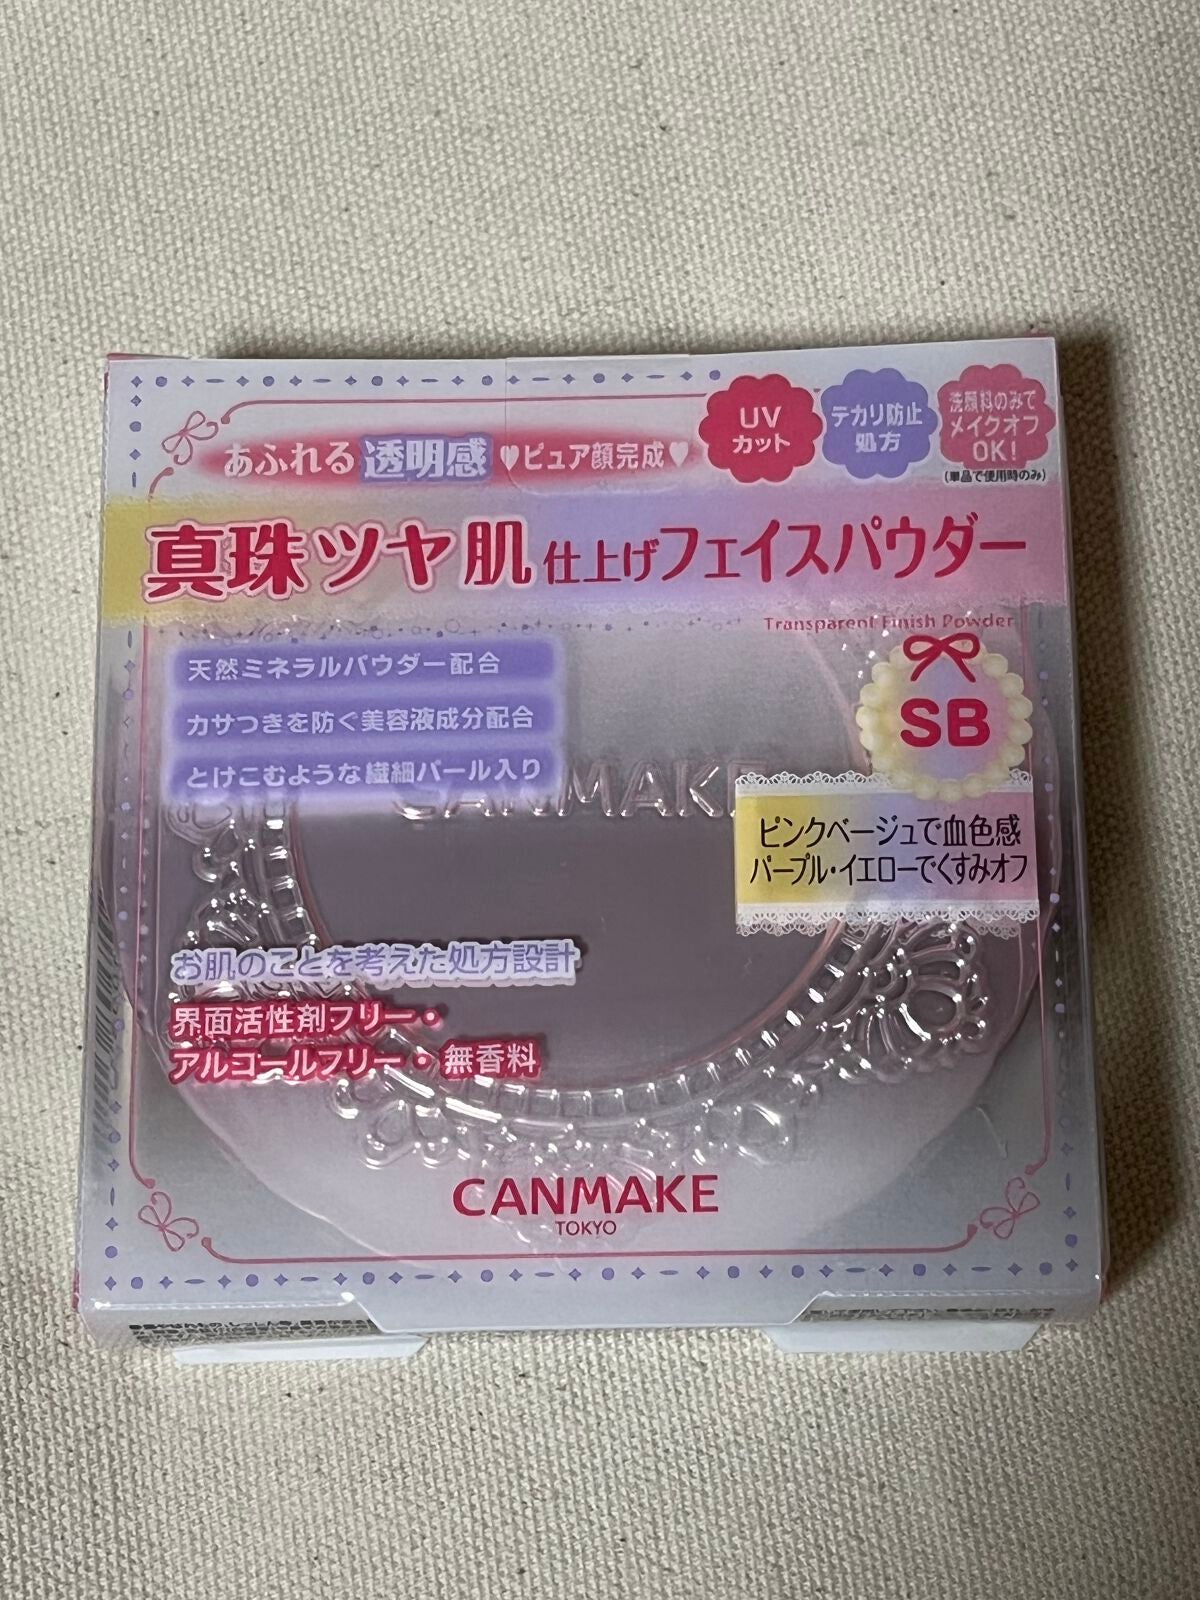 あふれる透明感♥ピュア顔完成♥
UV
カット
テカリ防止
処方
洗顔料のみで
メイクオフ
OK!
(単品で使用時のみ)
真珠ツヤ肌仕上げフェイスパウダー
Transparent Finish Powder
天然ミネラルパウダー配合
カサつきを防ぐ美容液成分配合
とけこむような繊細パール入り
CANMAKE
SB
ピンクベージュで血色感
パープル・イエローでくすみオフ
お肌のことを考えた処方設計
界面活性剤フリー・
アルコールフリー・無香料
CANMAKE
TOKYO